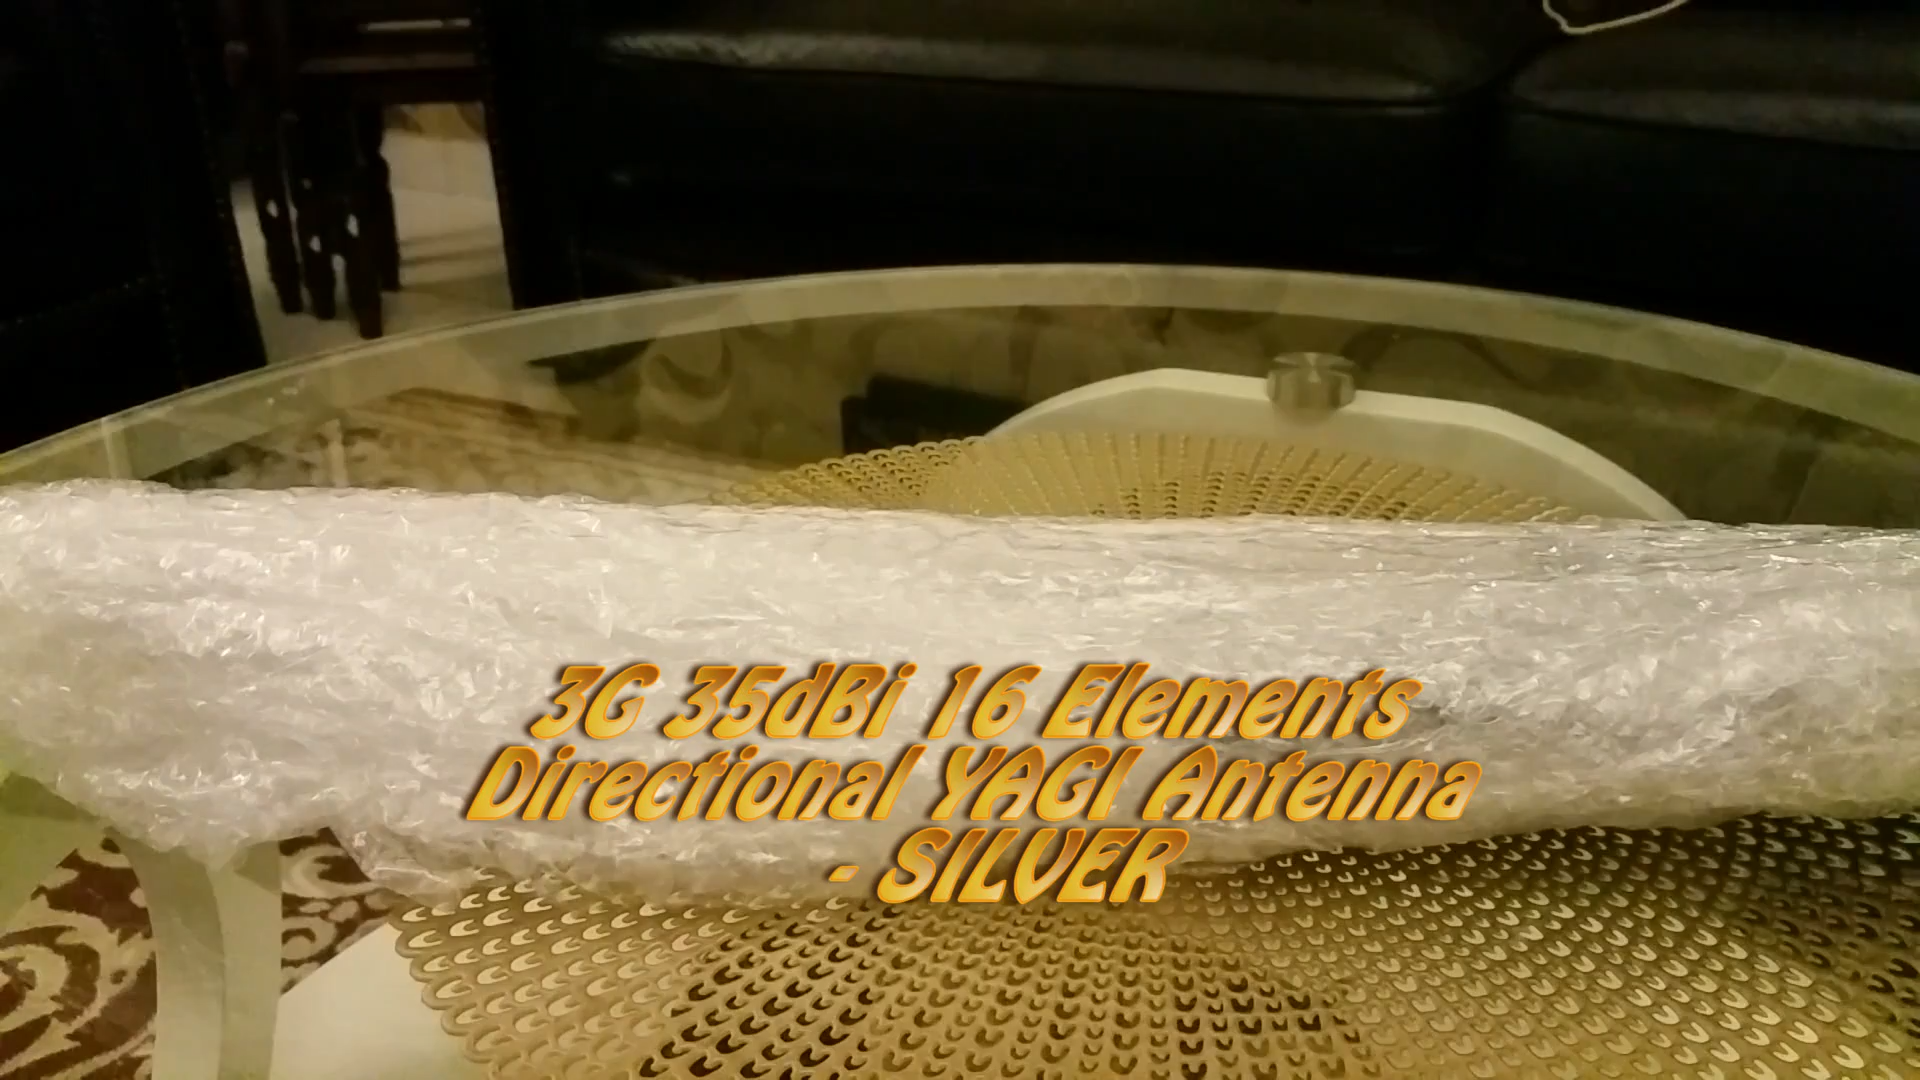 3G 35dBi 16 Elements
Directional YAGI Antenna
- SILVER